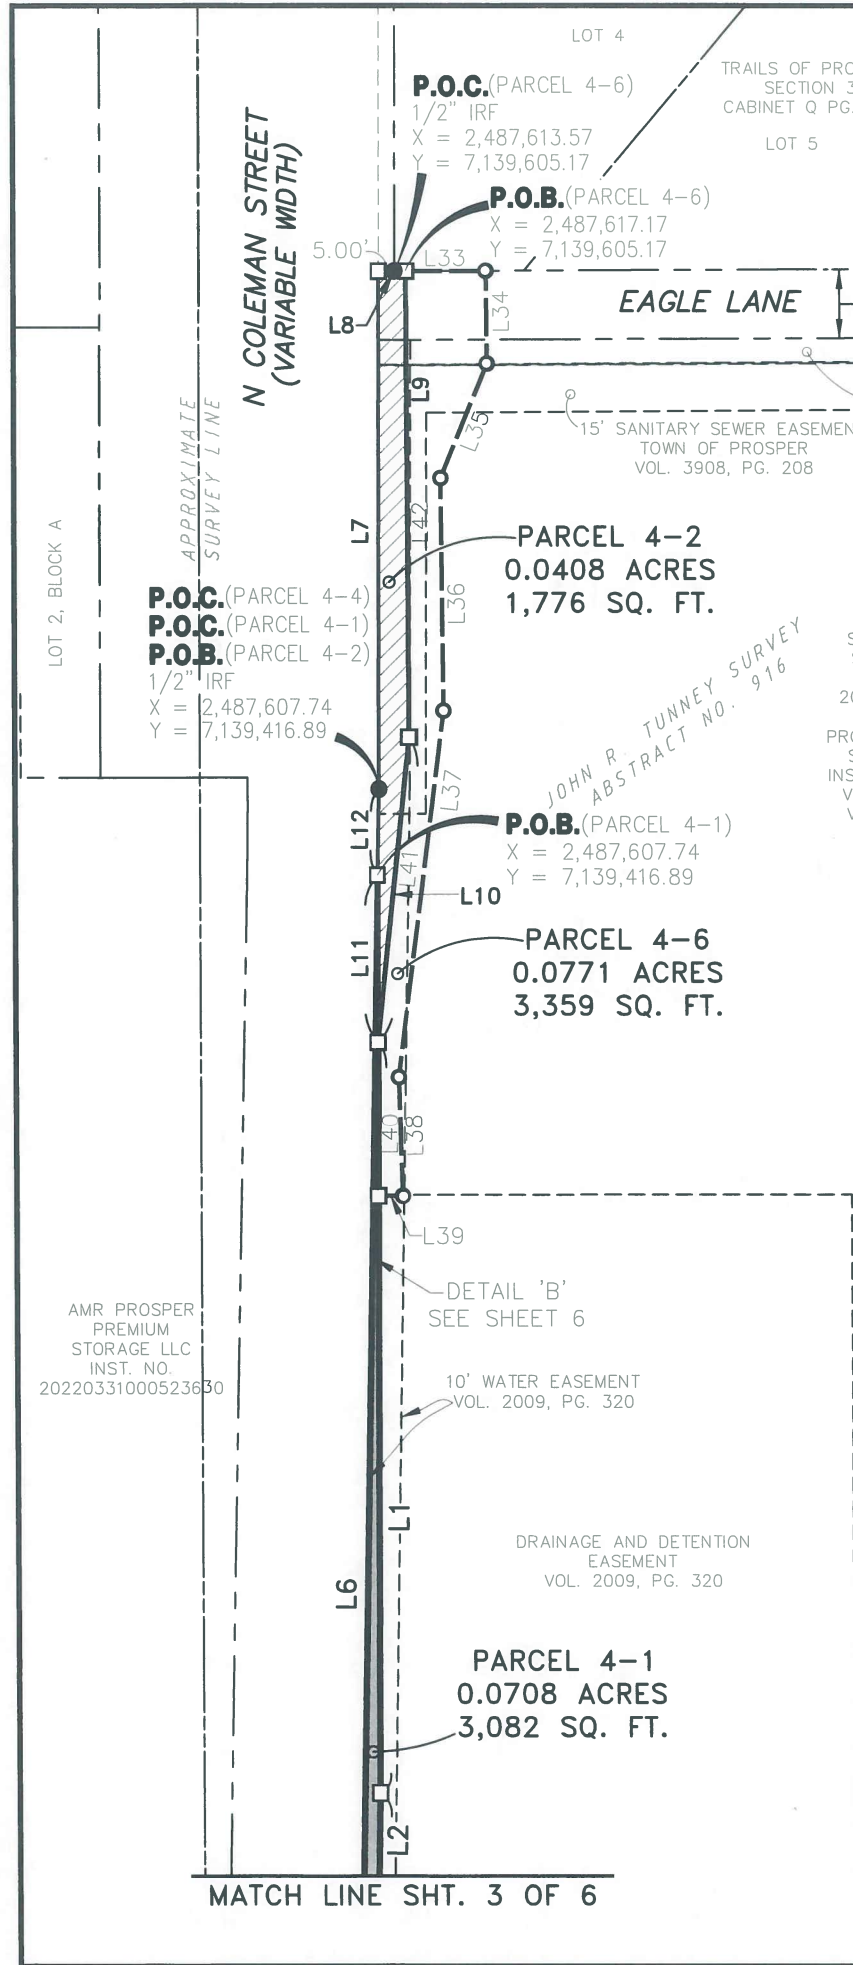 LOT 4
TRAILS OF PRO
SECTION 3
CABINET Q PG.
LOT 5
P.O.C.(PARCEL 4-6)
1/2" IRF
X = 2,487,613.57
Y = 7,139,605.17
N COLEMAN STREET
(VARIABLE WIDTH)
P.O.B.(PARCEL 4-6)
X = 2,487,617.17
Y = 7,139,605.17
5.00'
L33
L8
L34
EAGLE LANE
L9
L35
15' SANITARY SEWER EASEMEN
TOWN OF PROSPER
VOL. 3908, PG. 208
APPROXIMATE
SURVEY LINE
LOT 2, BLOCK A
L7
L42
PARCEL 4-2
0.0408 ACRES
1,776 SQ. FT.
L36
P.O.C.(PARCEL 4-4)
P.O.C.(PARCEL 4-1)
P.O.B.(PARCEL 4-2)
1/2" IRF
X = 2,487,607.74
Y = 7,139,416.89
JOHN R. TUNNEY SURVEY
ABSTRACT NO. 916
S
20
PRO
S
INS
V
V
L37
L12
P.O.B.(PARCEL 4-1)
X = 2,487,607.74
Y = 7,139,416.89
L41
L10
L11
PARCEL 4-6
0.0771 ACRES
3,359 SQ. FT.
L40
L38
L39
DETAIL 'B'
SEE SHEET 6
AMR PROSPER
PREMIUM
STORAGE LLC
INST. NO.
20220331000523630
10' WATER EASEMENT
VOL. 2009, PG. 320
L1
DRAINAGE AND DETENTION
EASEMENT
VOL. 2009, PG. 320
L6
PARCEL 4-1
0.0708 ACRES
3,082 SQ. FT.
L2
MATCH LINE SHT. 3 OF 6